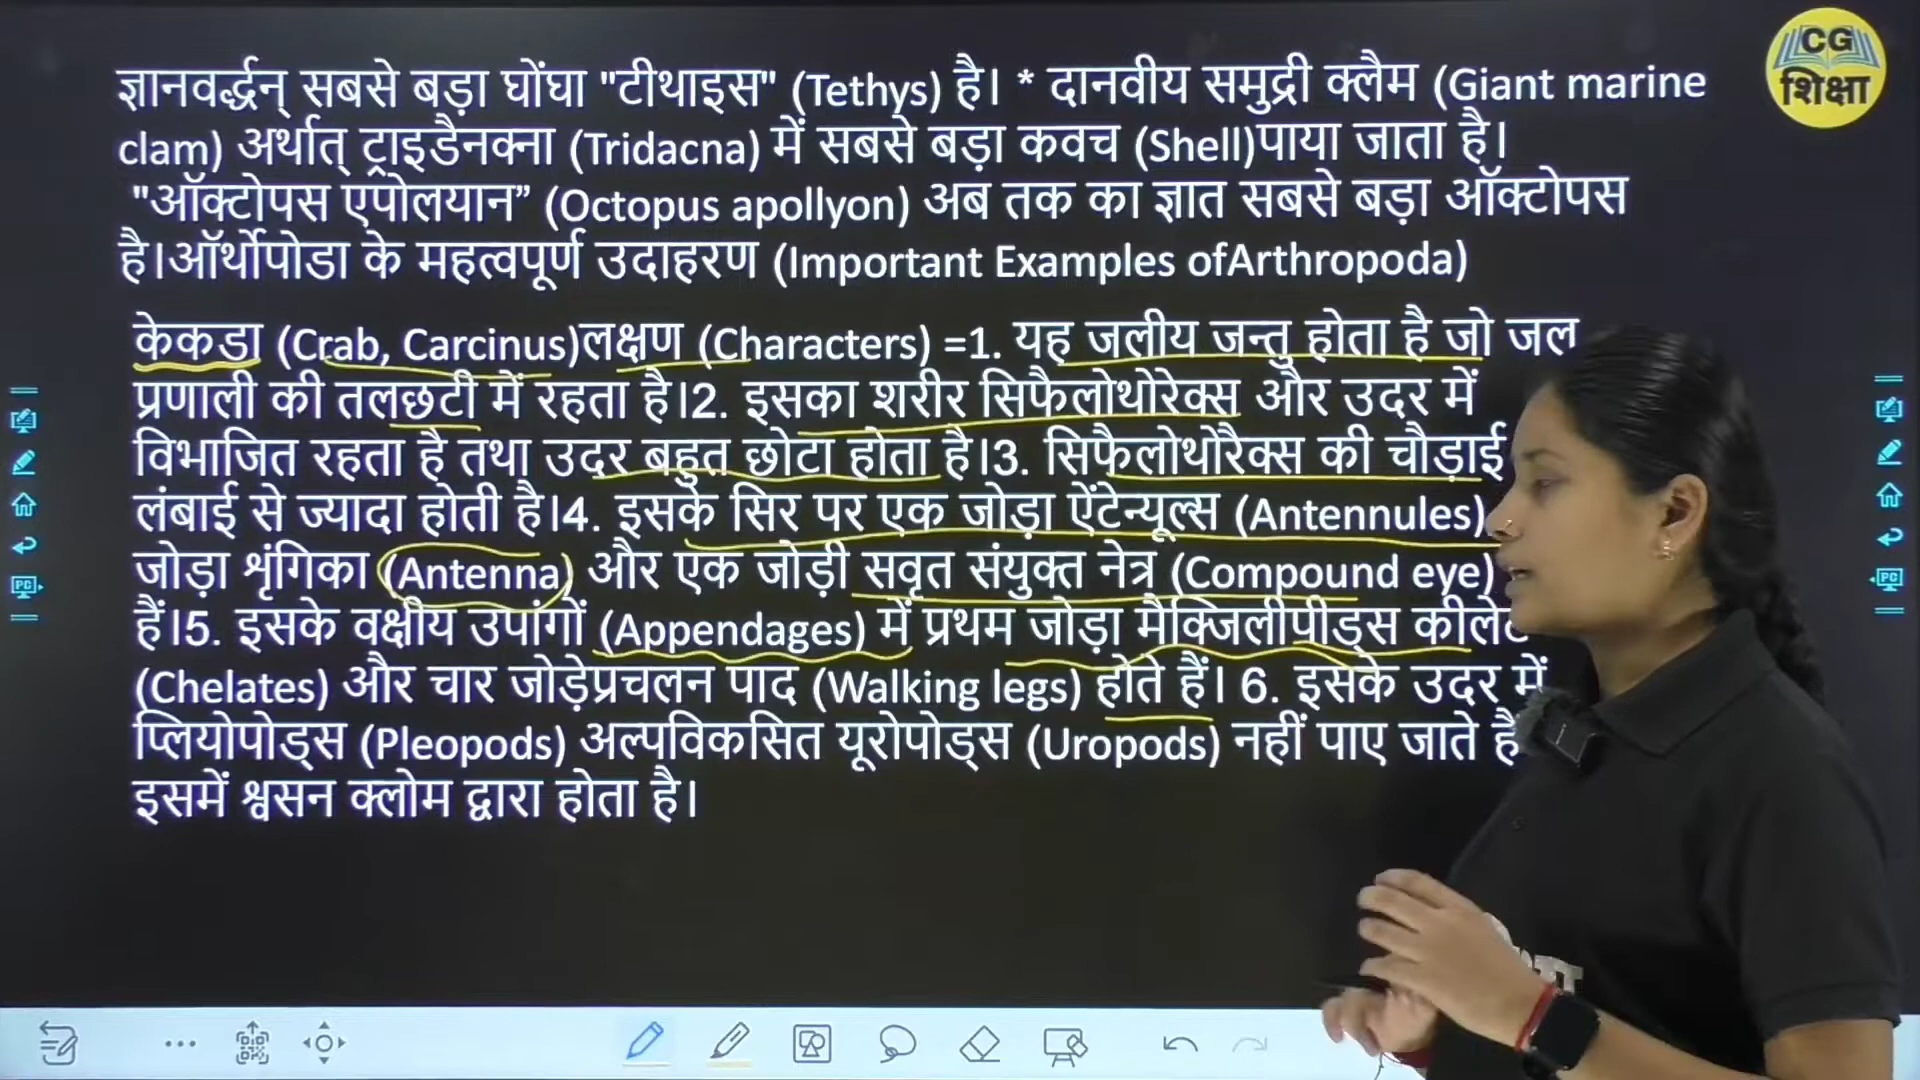 CG
शिक्षा
ज्ञानवर्द्धन् सबसे बड़ा घोंघा "टीथाइस" (Tethys) है। * दानवीय समुद्री क्लैम (Giant marine
clam) अर्थात् ट्राइडैनक्ना (Tridacna) में सबसे बड़ा कवच (Shell)पाया जाता है।
"ऑक्टोपस एपोलयान” (Octopus apollyon) अब तक का ज्ञात सबसे बड़ा ऑक्टोपस
है।ऑर्थोपोडा के महत्वपूर्ण उदाहरण (Important Examples ofArthropoda)
केकडा (Crab, Carcinus)लक्षण (Characters) =1. यह जलीय जन्तु होता है जो जल
प्रणाली की तलछटी में रहता है।2. इसका शरीर सिफैलोथोरेक्स और उदर में
विभाजित रहता है तथा उदर बहुत छोटा होता है।3. सिफैलोथोरैक्स की चौड़ाई
लंबाई से ज्यादा होती है।4. इसके सिर पर एक जोड़ा ऐंटेन्यूल्स (Antennules)
जोड़ा श्रृंगिका (Antenna) और एक जोड़ी सवृत संयुक्त नेत्र (Compound eye)
हैं।5. इसके वक्षीय उपांगों (Appendages) में प्रथम जोड़ा मैक्जिलीपीड्स
(Chelates) और चार जोड़ेप्रचलन पाद (Walking legs) होते हैं। 6. इसके उदर में
प्लियोपोड्स (Pleopods) अल्पविकसित यूरोपोड्स (Uropods) नहीं पाए जाते
इसमें श्वसन क्लोम द्वारा होता है।
PC
PC